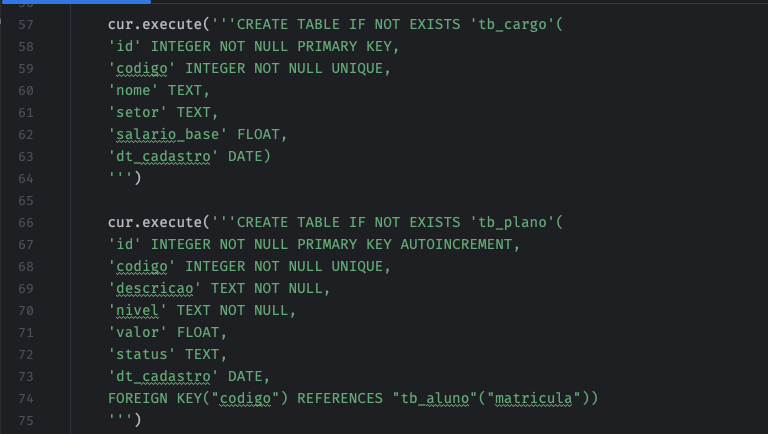 57 cur.execute('''CREATE TABLE IF NOT EXISTS 'tb_cargo'(
58 'id' INTEGER NOT NULL PRIMARY KEY,
59 'codigo' INTEGER NOT NULL UNIQUE,
60 'nome' TEXT,
61 'setor' TEXT,
62 'salario_base' FLOAT,
63 'dt_cadastro' DATE)
64 ''')
65
66 cur.execute('''CREATE TABLE IF NOT EXISTS 'tb_plano'(
67 'id' INTEGER NOT NULL PRIMARY KEY AUTOINCREMENT,
68 'codigo' INTEGER NOT NULL UNIQUE,
69 'descricao' TEXT NOT NULL,
70 'nivel' TEXT NOT NULL,
71 'valor' FLOAT,
72 'status' TEXT,
73 'dt_cadastro' DATE,
74 FOREIGN KEY("codigo") REFERENCES "tb_aluno"("matricula"))
75 ''')